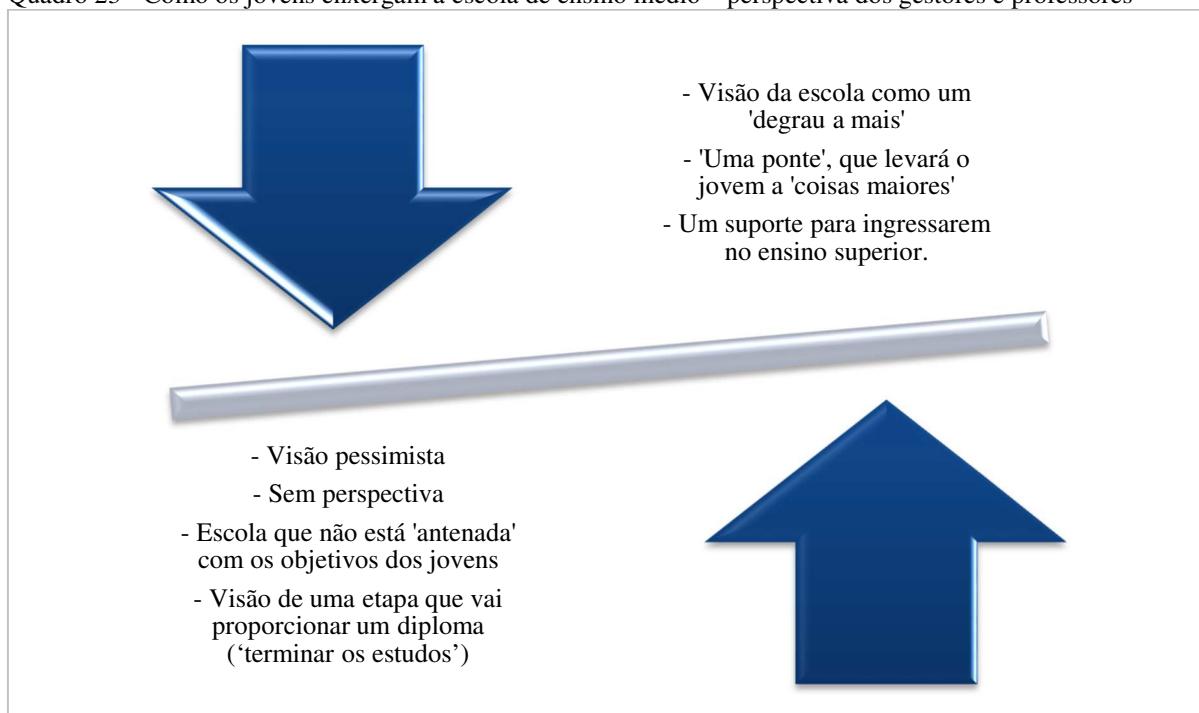 Quadro 23 - Como os jovens enxergam a escola de ensino médio – perspectiva dos gestores e professores
- Visão da escola como um
'degrau a mais'
- 'Uma ponte', que levará o
jovem a 'coisas maiores'
- Um suporte para ingressarem
no ensino superior.
- Visão pessimista
- Sem perspectiva
- Escola que não está 'antenada'
com os objetivos dos jovens
- Visão de uma etapa que vai
proporcionar um diploma
(‘terminar os estudos’)